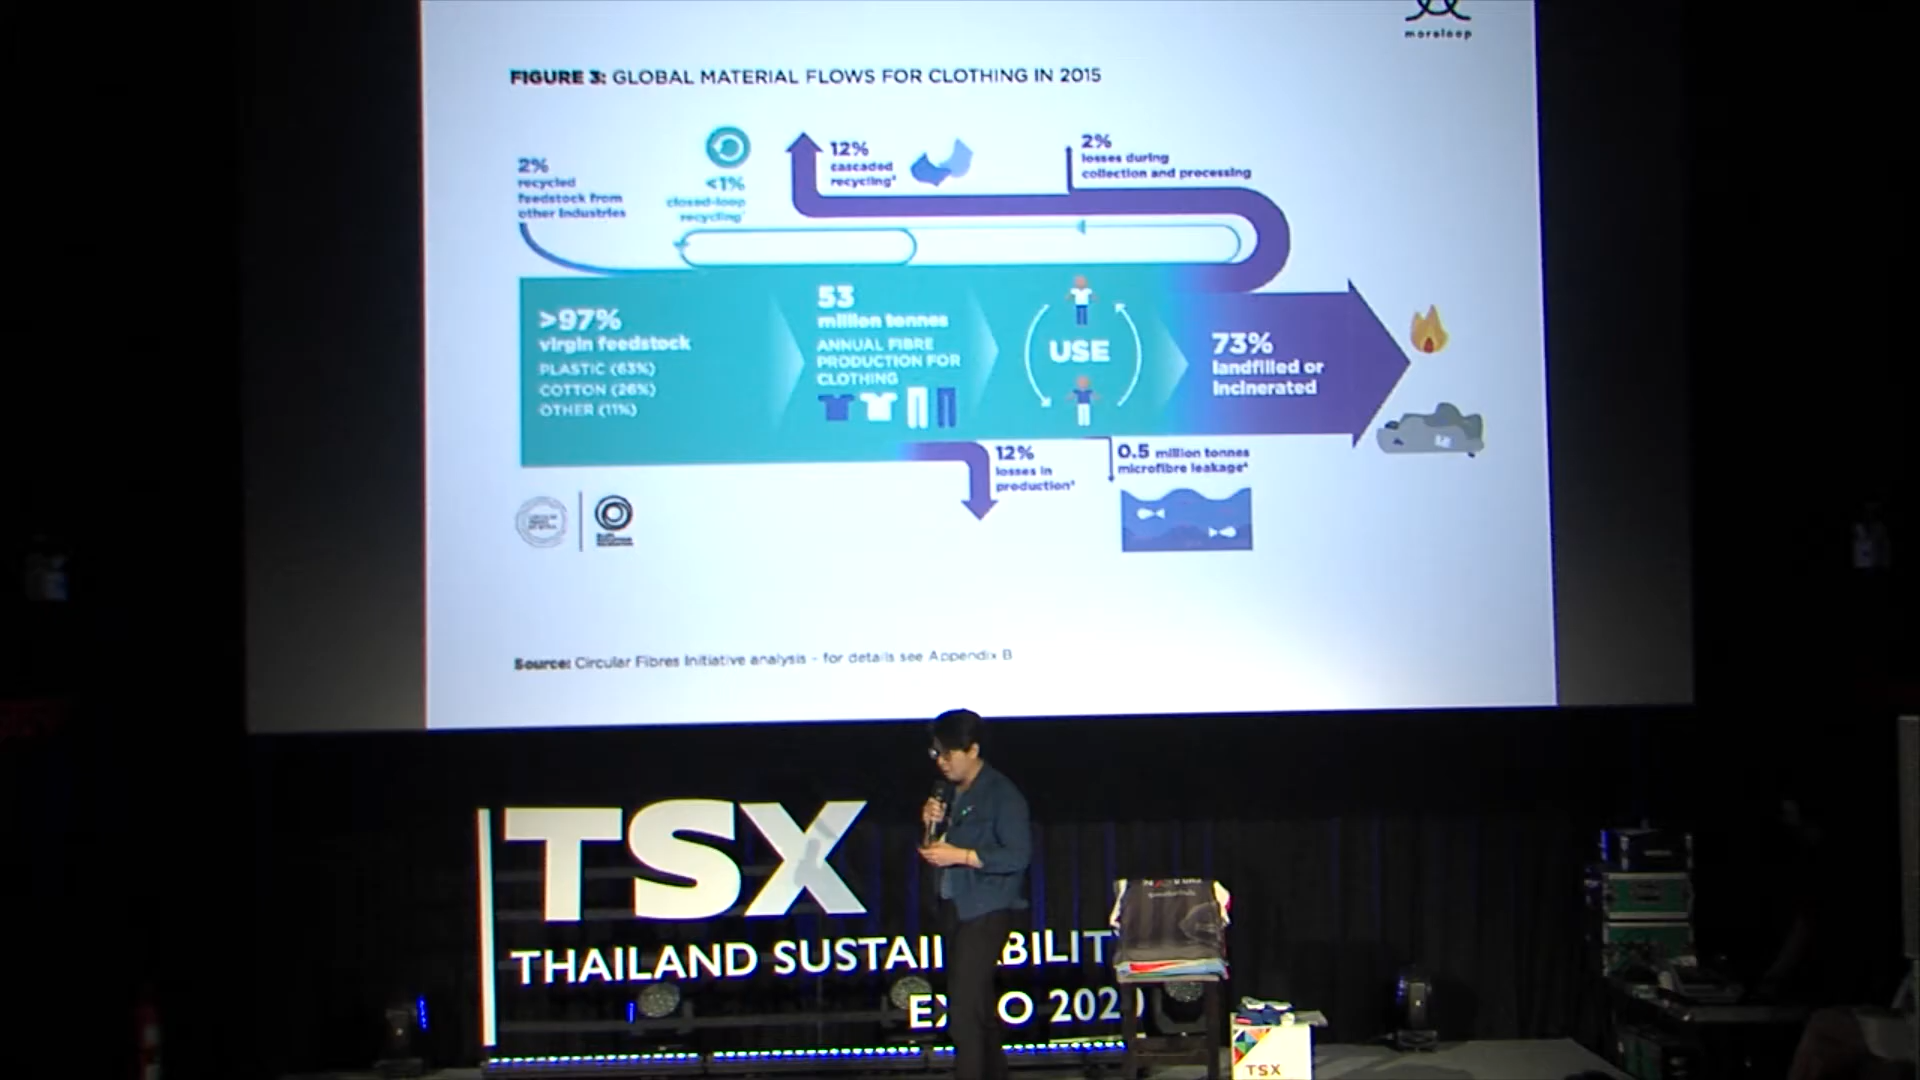 moreloop
FIGURE 3: GLOBAL MATERIAL FLOWS FOR CLOTHING IN 2015
2%
recycled
feedstock from
other industries
<1%
closed-loop
recycling
12%
cascaded
recycling
2%
losses during
collection and processing
>97%
virgin feedstock
PLASTIC (63%)
COTTON (26%)
OTHER (11%)
53
million tonnes
ANNUAL FIBRE
PRODUCTION FOR
CLOTHING
USE
73%
landfilled or
incinerated
12%
losses in
production
0.5 million tonnes
microfibre leakage
Source: Circular Fibres Initiative analysis - for details see Appendix B
TSX
THAILAND SUSTAI BILIT
EX O 202
TSX